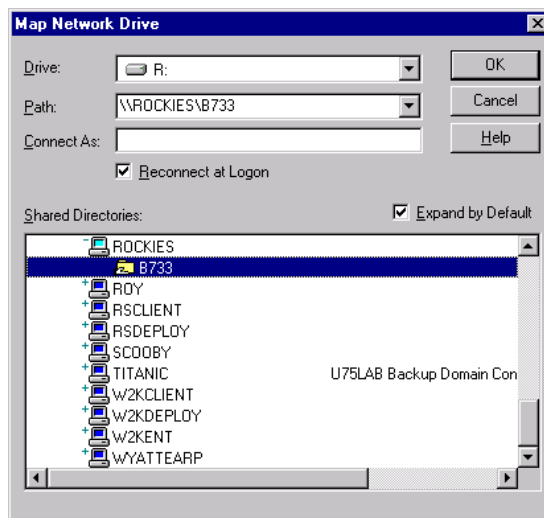 Map Network Drive
Drive: R: OK
Path: \\ROCKIES\B733 Cancel
Connect As: Help
Reconnect at Logon
Shared Directories: Expand by Default
ROCKIES
B733
ROY
RSCLIENT
RSDEPLOY
SCOOBY
TITANIC U75LAB Backup Domain Con
W2KCLIENT
W2KDEPLOY
W2KENT
WYATTEARP